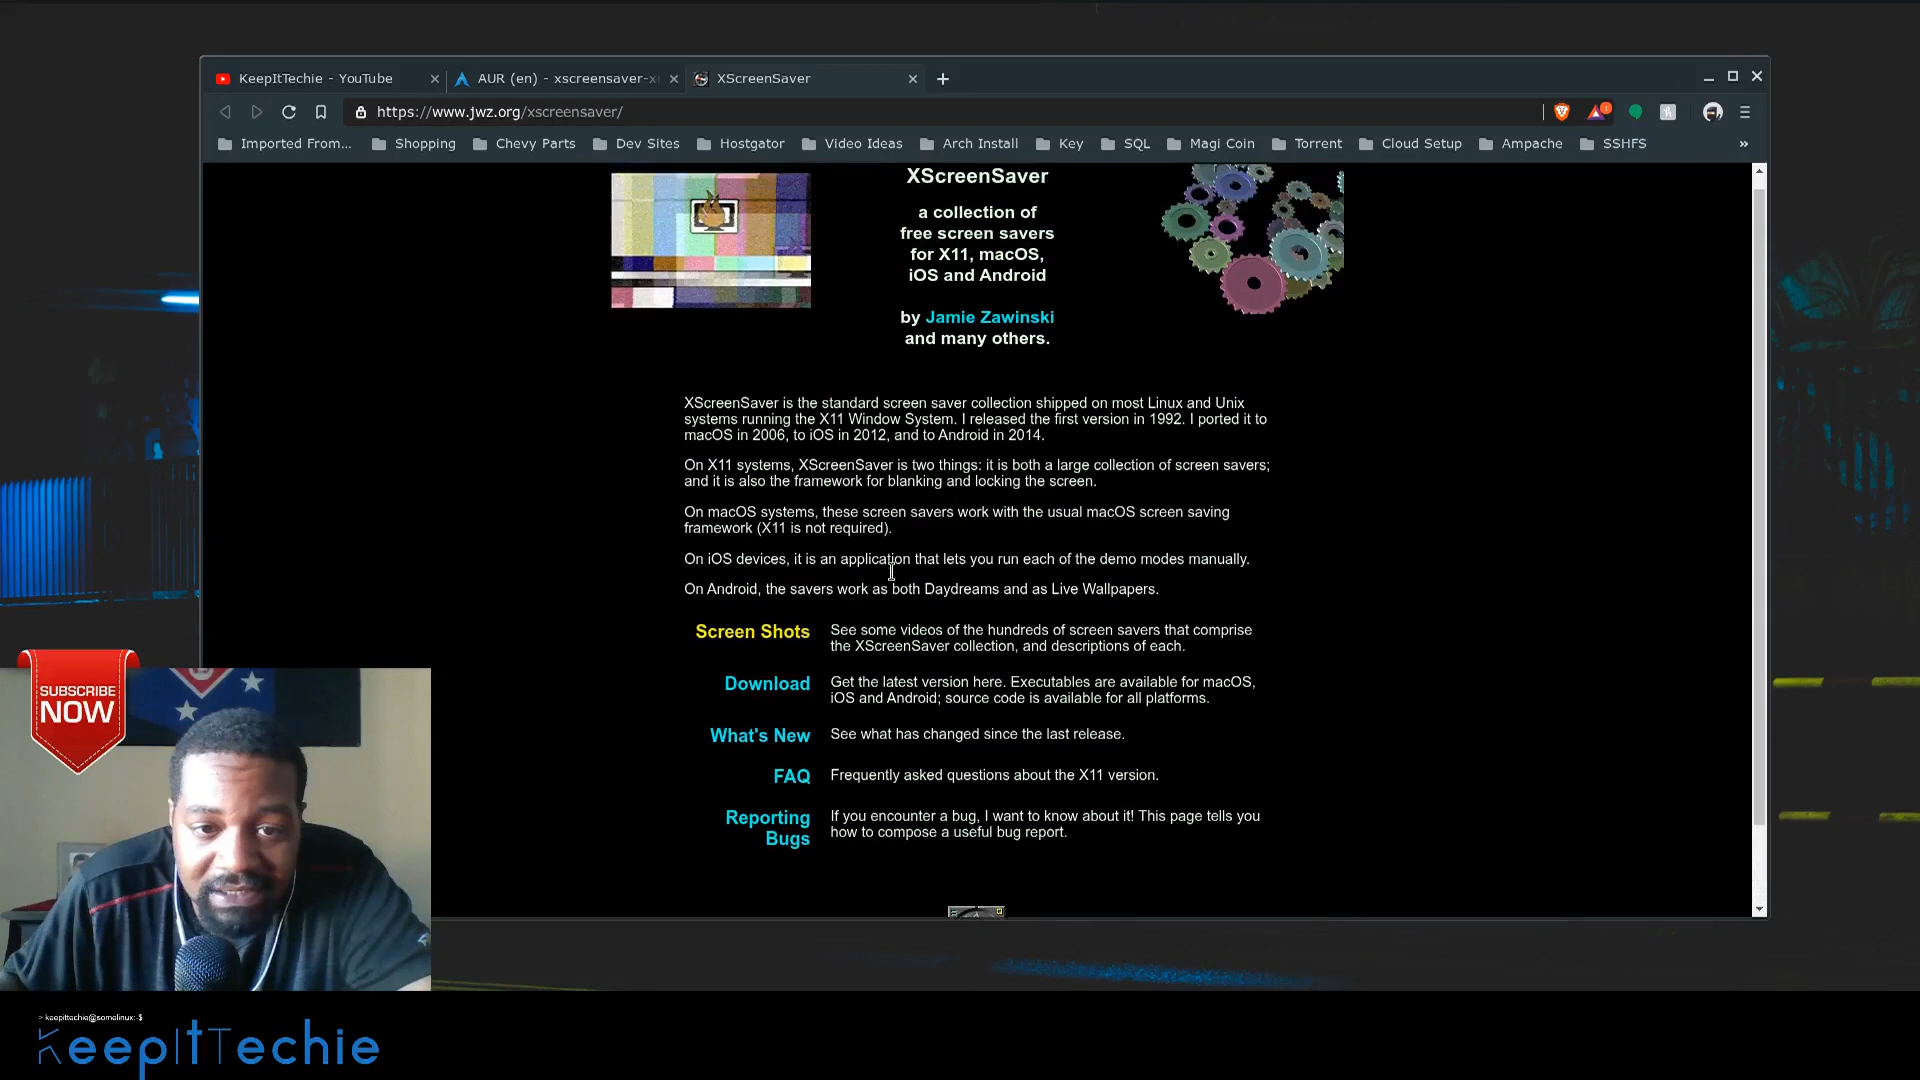 KeepItTechie - YouTube
AUR (en) - xscreensaver-x
XScreenSaver
https://www.jwz.org/xscreensaver/
Imported From...
Shopping
Chevy Parts
Dev Sites
Hostgator
Video Ideas
Arch Install
Key
SQL
Magi Coin
Torrent
Cloud Setup
Ampache
SSHFS
»
XScreenSaver
a collection of
free screen savers
for X11, macOS,
iOS and Android
by Jamie Zawinski
and many others.
XScreenSaver is the standard screen saver collection shipped on most Linux and Unix
systems running the X11 Window System. I released the first version in 1992. I ported it to
macOS in 2006, to iOS in 2012, and to Android in 2014.
On X11 systems, XScreenSaver is two things: it is both a large collection of screen savers;
and it is also the framework for blanking and locking the screen.
On macOS systems, these screen savers work with the usual macOS screen saving
framework (X11 is not required).
On iOS devices, it is an application that lets you run each of the demo modes manually.
On Android, the savers work as both Daydreams and as Live Wallpapers.
Screen Shots
See some videos of the hundreds of screen savers that comprise
the XScreenSaver collection, and descriptions of each.
Download
Get the latest version here. Executables are available for macOS,
iOS and Android; source code is available for all platforms.
What's New
See what has changed since the last release.
FAQ
Frequently asked questions about the X11 version.
Reporting
Bugs
If you encounter a bug, I want to know about it! This page tells you
how to compose a useful bug report.
SUBSCRIBE
NOW
> keepittechie@somelinux:-$
KeepItTechie